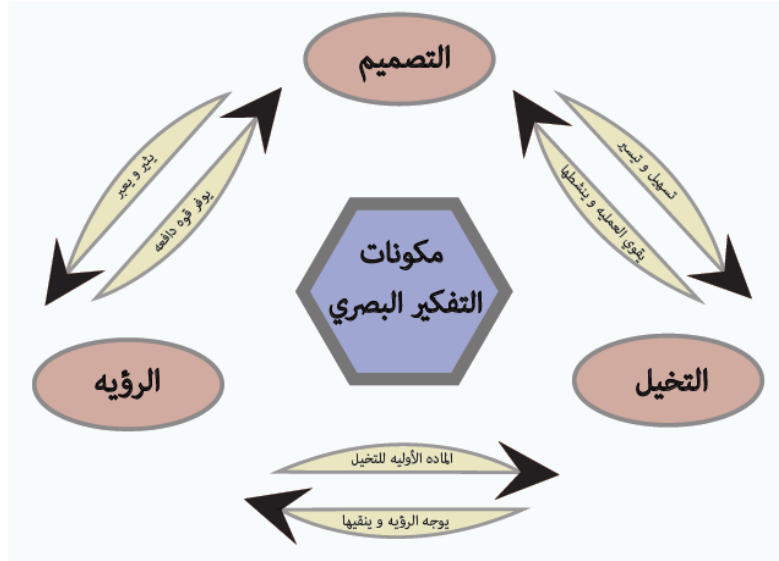 التصميم
تسهيل و تيسير
يقوي العمليه و ينشطها
يثير و يعبر
يوفر قوه دافعه
مكونات
التفكير البصري
التخيل
الرؤيه
الماده الأوليه للتخيل
يوجه الرؤيه و ينقيها